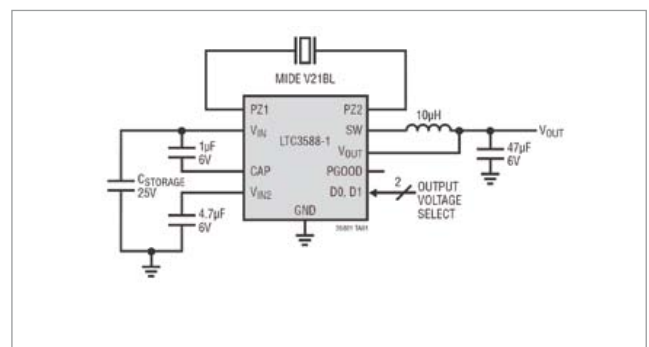 MIDE V21BL
PZ1
PZ2
VIN
SW
10µH
VOUT
LTC3588-1
1µF
6V
VOUT
47µF
6V
CAP
PGOOD
CSTORAGE
25V
VIN2
D0, D1
2
OUTPUT
VOLTAGE
SELECT
4.7µF
6V
GND